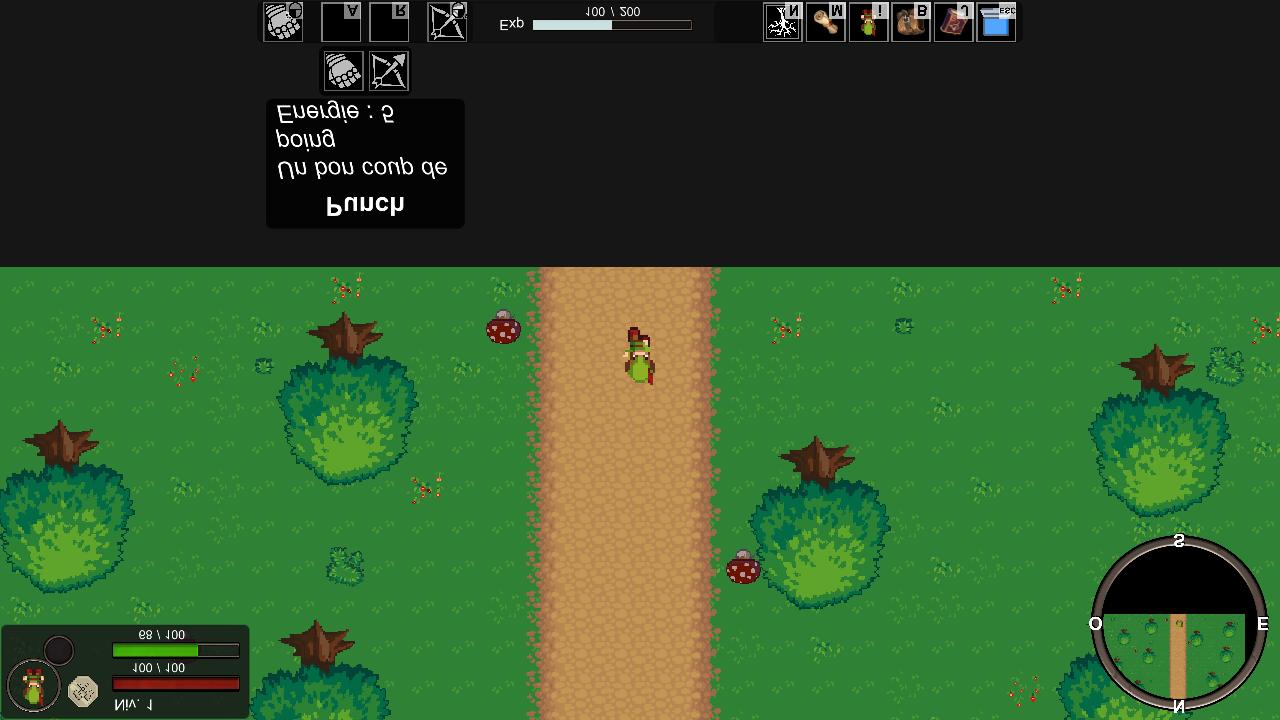 Niv. 1
100 / 100
68 / 100
N
O
E
S
Punch
Un bon coup de
poing
Energie : 5
A
R
Exp
100 / 200
N
M
i
B
J
ESC